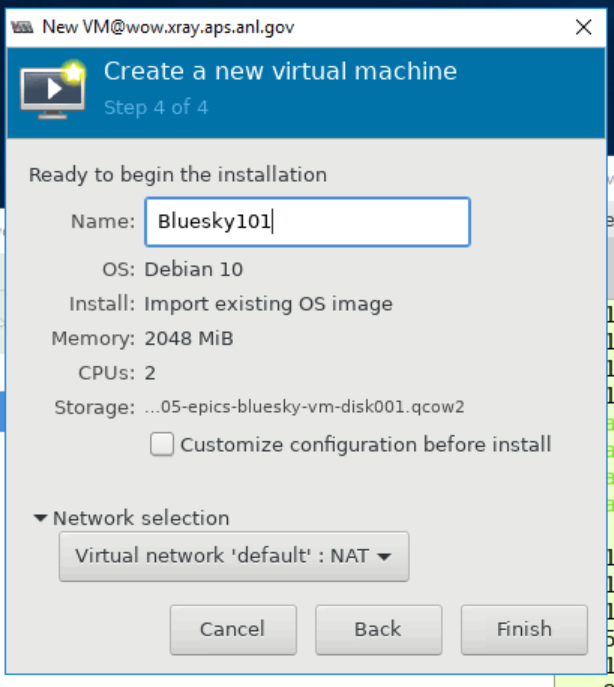 New VM@wow.xray.aps.anl.gov
Create a new virtual machine
Step 4 of 4
Ready to begin the installation
Name: Bluesky101
OS: Debian 10
Install: Import existing OS image
Memory: 2048 MiB
CPUs: 2
Storage: ...05-epics-bluesky-vm-disk001.qcow2
Customize configuration before install
Network selection
Virtual network 'default' : NAT
Cancel Back Finish